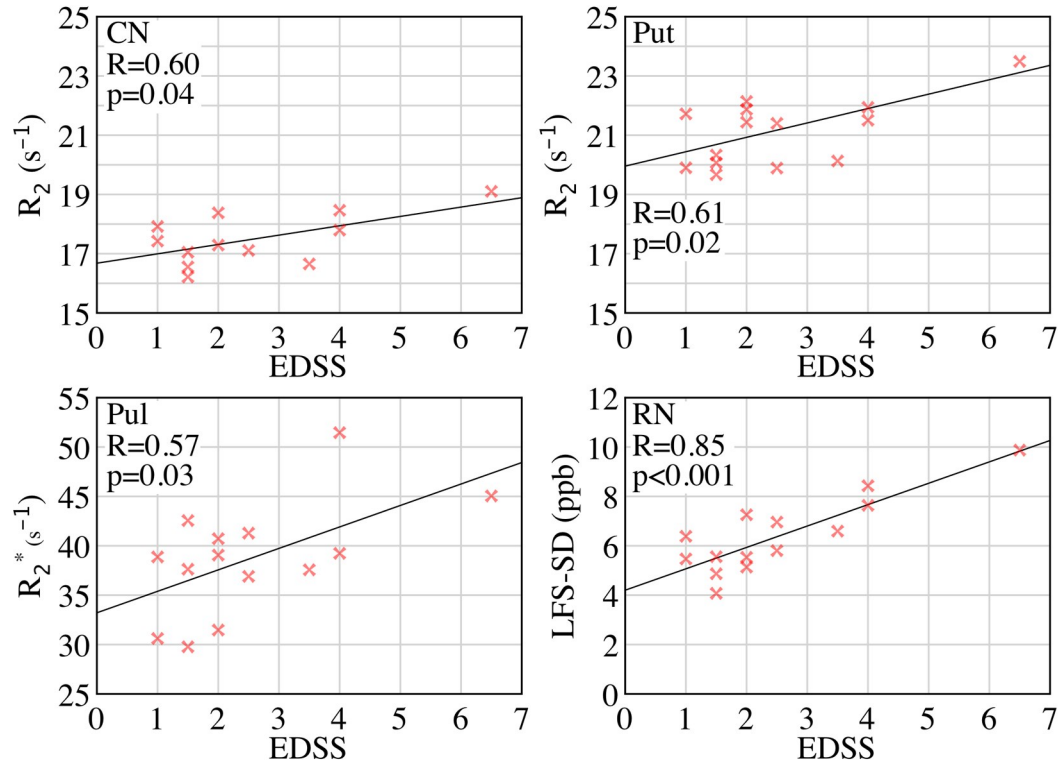 25
23
21
19
17
15
R₂ (s⁻¹)
CN
R=0.60
p=0.04
0 1 2 3 4 5 6 7
EDSS
25
23
21
19
17
15
R₂ (s⁻¹)
Put
R=0.61
p=0.02
0 1 2 3 4 5 6 7
EDSS
55
50
45
40
35
30
25
R₂* (s⁻¹)
Pul
R=0.57
p=0.03
0 1 2 3 4 5 6 7
EDSS
12
10
8
6
4
2
0
LFS-SD (ppb)
RN
R=0.85
p<0.001
0 1 2 3 4 5 6 7
EDSS